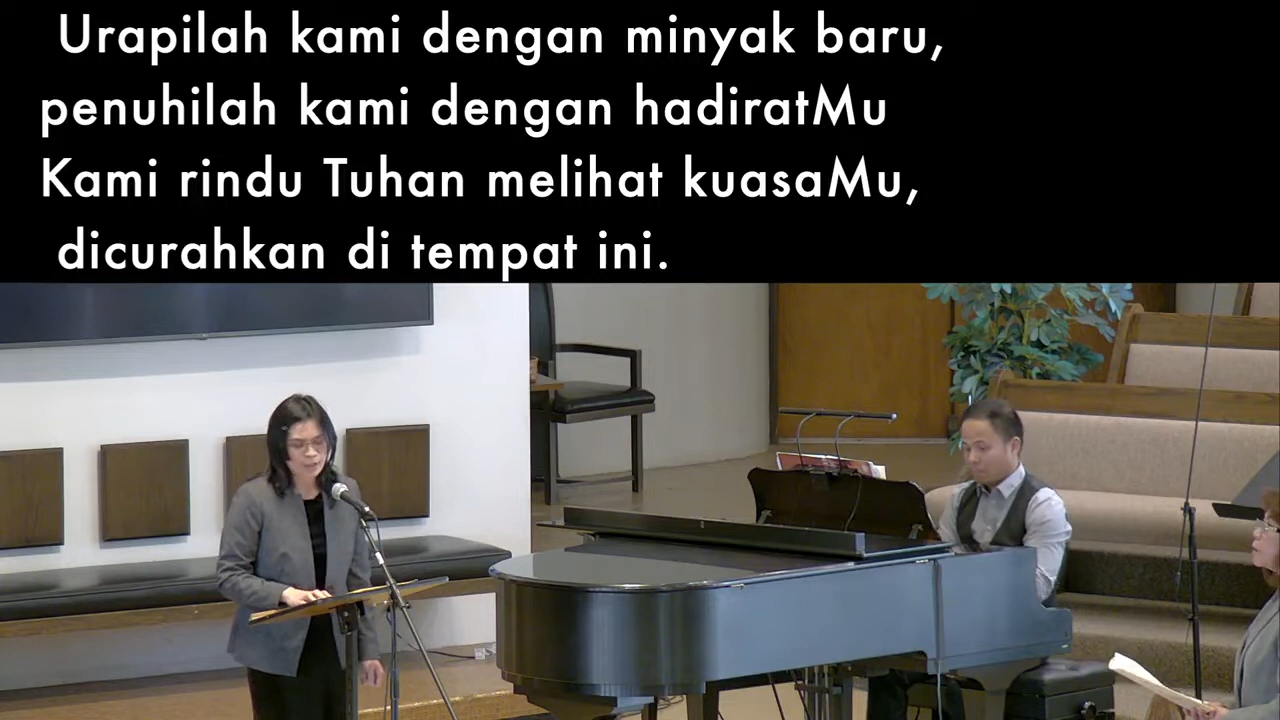 Urapilah kami dengan minyak baru,
penuhilah kami dengan hadiratMu
Kami rindu Tuhan melihat kuasaMu,
dicurahkan di tempat ini.